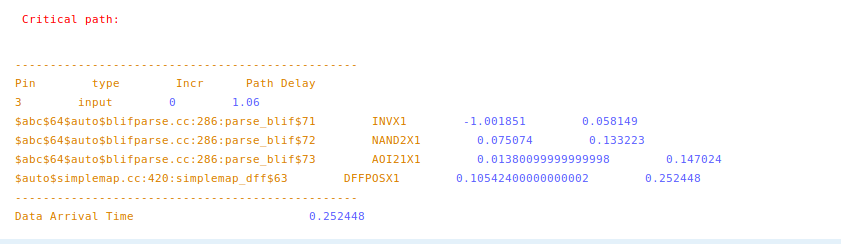 Critical path:
-------------------------------------------------
Pin type Incr Path Delay
3 input 0 1.06
$abc$64$auto$blifparse.cc:286:parse_blif$71 INVX1 -1.001851 0.058149
$abc$64$auto$blifparse.cc:286:parse_blif$72 NAND2X1 0.075074 0.133223
$abc$64$auto$blifparse.cc:286:parse_blif$73 AOI21X1 0.01380099999999998 0.147024
$auto$simplemap.cc:420:simplemap_dff$63 DFFPOSX1 0.10542400000000002 0.252448
-------------------------------------------------
Data Arrival Time 0.252448